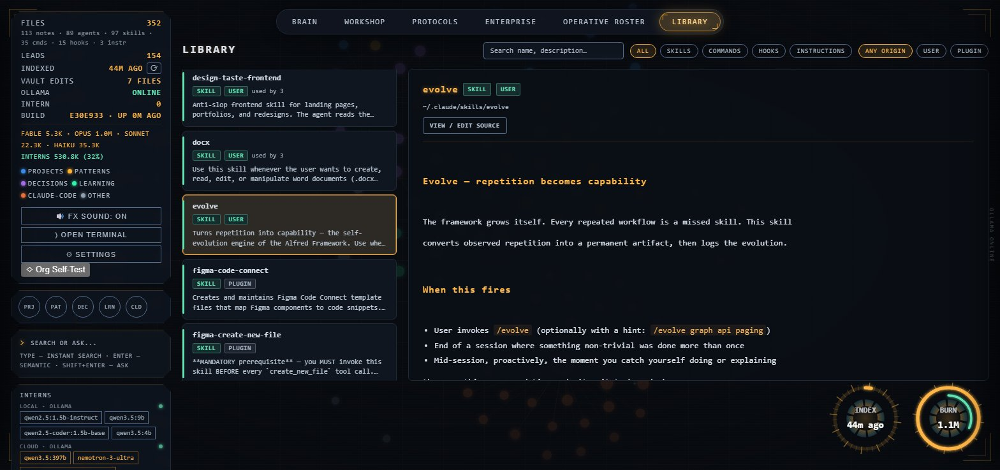 FILES 352
113 notes · 89 agents · 97 skills ·
35 cmds · 15 hooks · 3 instr
LEADS 154
INDEXED 44M AGO
VAULT EDITS 7 FILES
OLLAMA ONLINE
INTERN 0
BUILD E30E933 · UP 0M AGO
FABLE 5.3K · OPUS 1.0M · SONNET
22.3K · HAIKU 35.3K
INTERNS 530.8K (32%)
PROJECTS PATTERNS
DECISIONS LEARNING
CLAUDE-CODE OTHER
FX SOUND: ON
⟩ OPEN TERMINAL
⚙ SETTINGS
◇ Org Self-Test
PRJ PAT DEC LRN CLD
> SEARCH OR ASK...
TYPE — INSTANT SEARCH · ENTER —
SEMANTIC · SHIFT+ENTER — ASK
INTERNS
LOCAL · OLLAMA
qwen2.5:1.5b-instruct qwen3.5:9b
qwen2.5-coder:1.5b-base qwen3.5:4b
CLOUD · OLLAMA
qwen3.5:397b nemotron-3-ultra
BRAIN WORKSHOP PROTOCOLS ENTERPRISE OPERATIVE ROSTER LIBRARY
LIBRARY
Search name, description…
ALL SKILLS COMMANDS HOOKS INSTRUCTIONS ANY ORIGIN USER PLUGIN
design-taste-frontend
SKILL USER used by 3
Anti-slop frontend skill for landing pages,
portfolios, and redesigns. The agent reads the…
docx
SKILL USER used by 3
Use this skill whenever the user wants to create,
read, edit, or manipulate Word documents (.docx…
evolve
SKILL USER
Turns repetition into capability — the self-
evolution engine of the Alfred Framework. Use whe…
figma-code-connect
SKILL PLUGIN
Creates and maintains Figma Code Connect template
files that map Figma components to code snippets.…
figma-create-new-file
SKILL PLUGIN
**MANDATORY prerequisite** — you MUST invoke this
skill BEFORE every `create_new_file` tool call.…
evolve SKILL USER
~/.claude/skills/evolve
VIEW / EDIT SOURCE
Evolve — repetition becomes capability
The framework grows itself. Every repeated workflow is a missed skill. This skill
converts observed repetition into a permanent artifact, then logs the evolution.
When this fires
• User invokes /evolve (optionally with a hint: /evolve graph api paging)
• End of a session where something non-trivial was done more than once
• Mid-session, proactively, the moment you catch yourself doing or explaining
OLLAMA ONLINE
INDEX
44m ago
BURN
1.1M